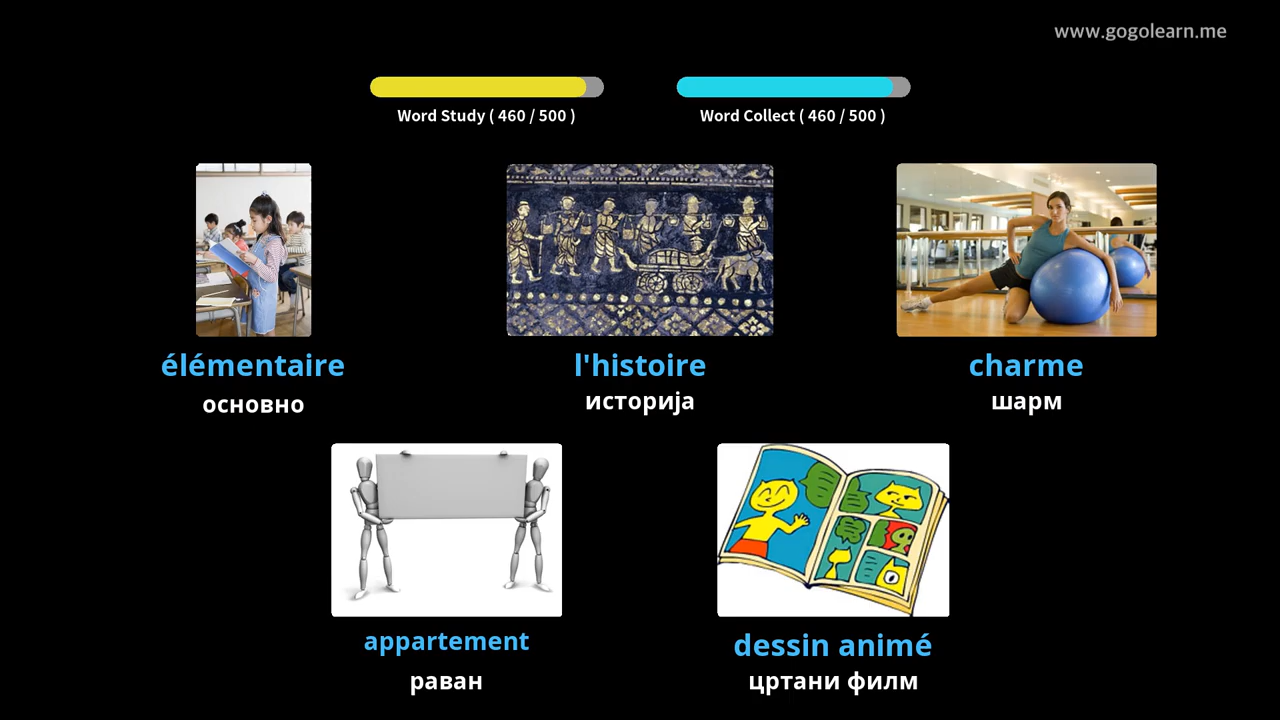 www.gogolearn.me
Word Study ( 460 / 500 )
Word Collect ( 460 / 500 )
élémentaire
основно
l'histoire
историја
charme
шарм
appartement
раван
dessin animé
цртани филм